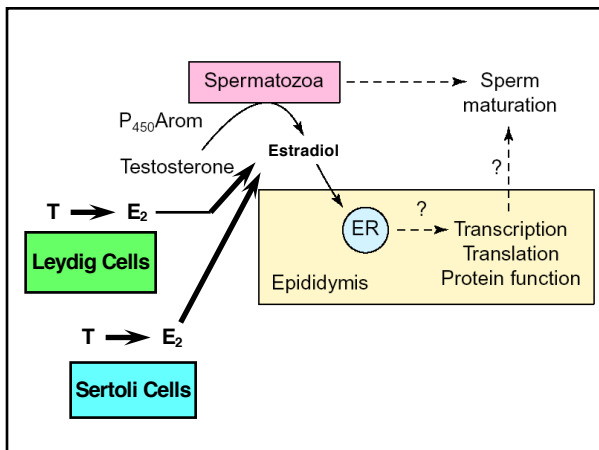 Spermatozoa
Sperm
maturation
P₄₅₀Arom
Testosterone
Estradiol
?
T
E₂
ER
?
Transcription
Translation
Protein function
Leydig Cells
Epididymis
T
E₂
Sertoli Cells